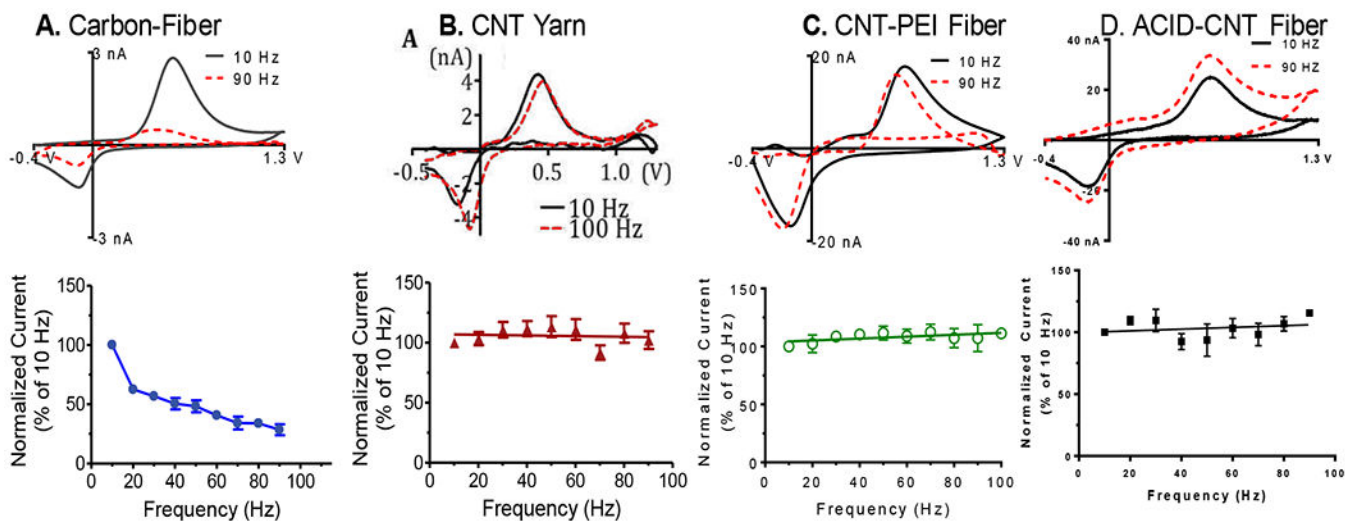 A. Carbon-Fiber
3 nA
10 Hz
90 Hz
-0.4 V
1.3 V
-3 nA
B. CNT Yarn
A
(nA)
4
2
-0.5
0.5
1.0
(V)
-2
-4
10 Hz
100 Hz
C. CNT-PEI Fiber
20 nA
10 Hz
90 Hz
-0.4 V
1.3 V
-20 nA
D. ACID-CNT Fiber
40 nA
10 Hz
90 Hz
20
-0.4
1.3 V
-20
-40 nA
Normalized Current
(% of 10 Hz)
150
100
50
0
0 20 40 60 80 100
Frequency (Hz)
Normalized Current
(% of 10 Hz)
150
100
50
0
0 20 40 60 80 100
Frequency (Hz)
Normalized Current
(% of 10 Hz)
150
100
50
0
0 20 40 60 80 100
Frequency (Hz)
Normalized Current
(% of 10 Hz)
150
100
50
0
0 20 40 60 80 100
Frequency (Hz)